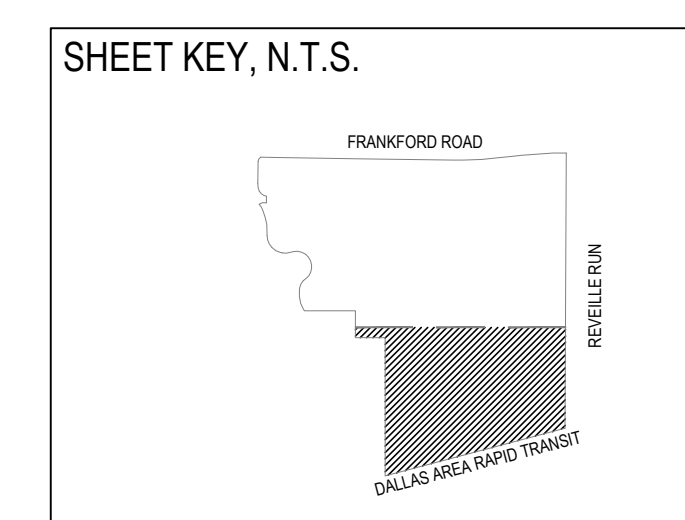 SHEET KEY, N.T.S.
FRANKFORD ROAD
REVEILLE RUN
DALLAS AREA RAPID TRANSIT